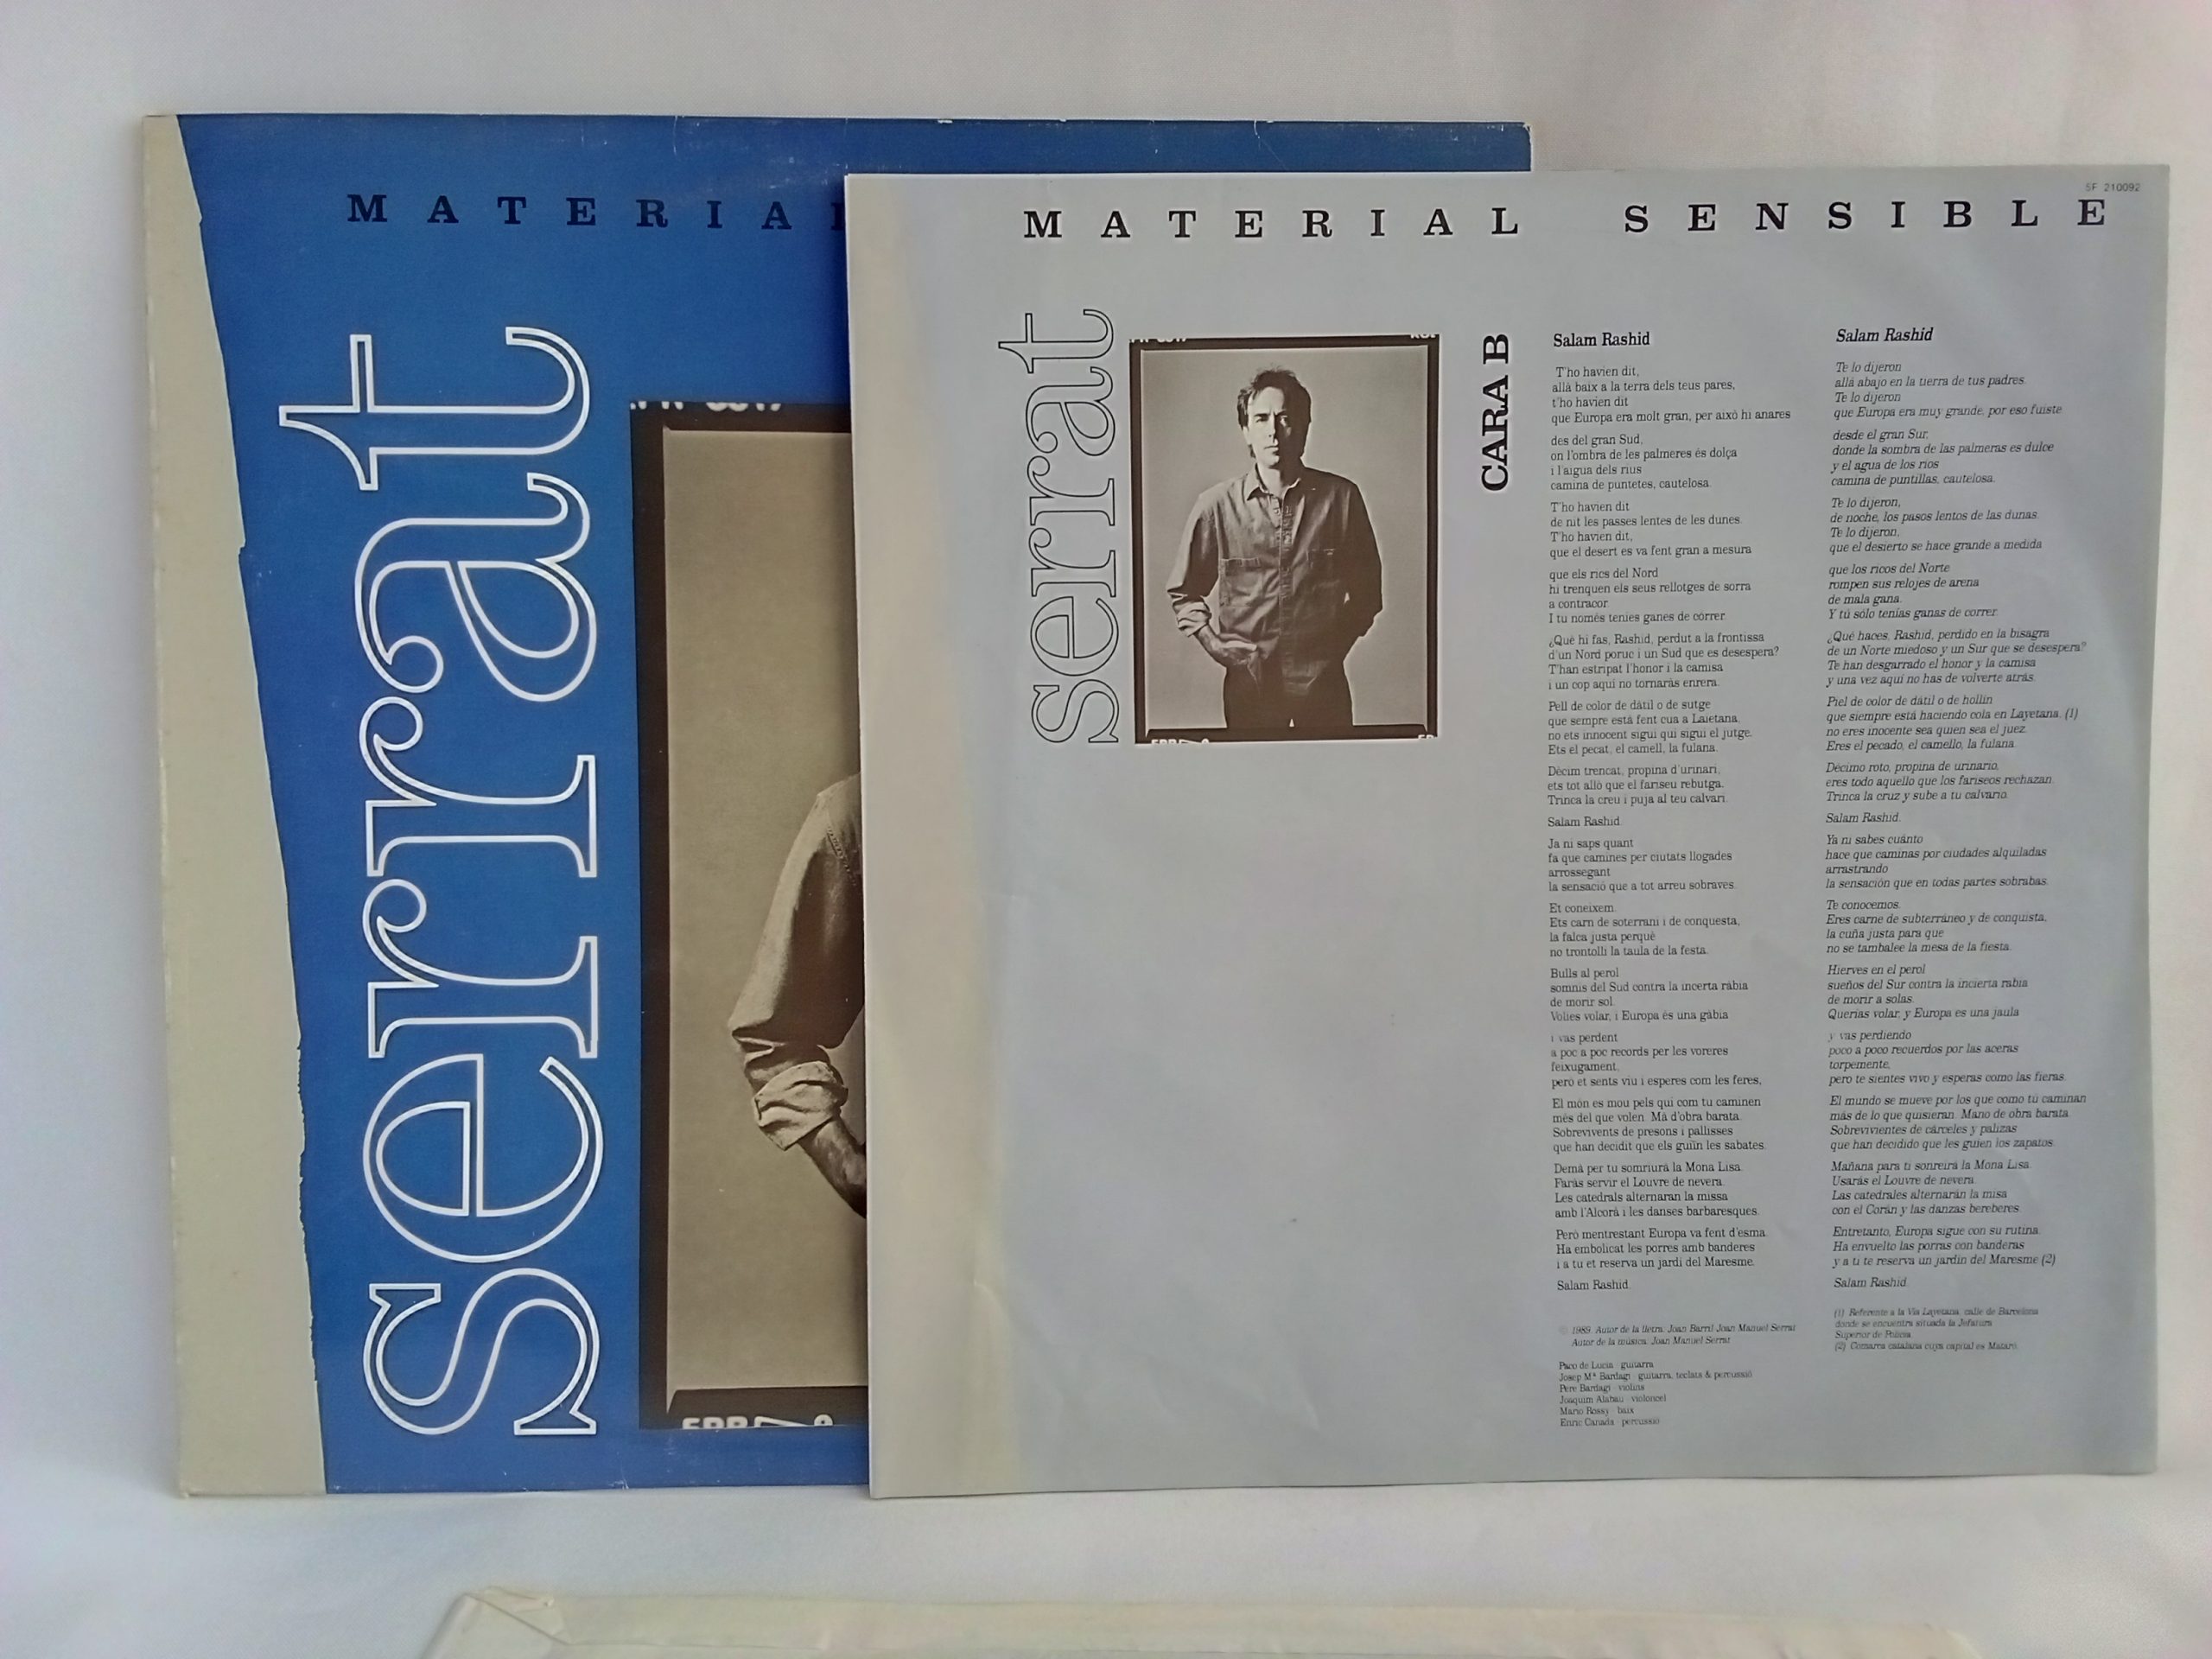 MATERIAL
serrat
5F 210092
MATERIAL SENSIBLE
serrat
CARA B
Salam Rashid
T'ho havien dit,
allà baix a la terra dels teus pares,
t'ho havien dit
que Europa era molt gran, per això hi anares
des del gran Sud,
on l'ombra de les palmeres és dolça
i l'aigua dels rius
camina de puntetes, cautelosa.
T'ho havien dit
de nit les passes lentes de les dunes.
T'ho havien dit,
que el desert es va fent gran a mesura
que els rics del Nord
hi trenquen els seus rellotges de sorra
a contracor.
I tu només tenies ganes de córrer.
¿Què hi fas, Rashid, perdut a la frontissa
d'un Nord poruc i un Sud que es desespera?
T'han estripat l'honor i la camisa
i un cop aquí no tornaràs enrera.
Pell de color de dàtil o de sutge
que sempre està fent cua a Laietana,
no ets innocent sigui qui sigui el jutge.
Ets el pecat, el camell, la fulana.
Dècim trencat, propina d'urinari,
ets tot allò que el fariseu rebutga.
Trinca la creu i puja al teu calvari.
Salam Rashid.
Ja ni saps quant
fa que camines per ciutats llogades
arrossegant
la sensació que a tot arreu sobraves.
Et coneixem.
Ets carn de soterrani i de conquesta,
la falca justa perquè
no trontolli la taula de la festa.
Bulls al perol
somnis del Sud contra la incerta ràbia
de morir sol.
Volies volar, i Europa és una gàbia
i vas perdent
a poc a poc records per les voreres
feixugament,
però et sents viu i esperes com les feres,
El món es mou pels qui com tu caminen
més del que volen. Mà d'obra barata.
Sobrevivents de presons i pallisses
que han decidit que els guiïn les sabates.
Demà per tu somriurà la Mona Lisa.
Faràs servir el Louvre de nevera.
Les catedrals alternaran la missa
amb l'Alcorà i les danses barbaresques.
Però mentrestant Europa va fent d'esma.
Ha embolicat les porres amb banderes
i a tu et reserva un jardí del Maresme.
Salam Rashid
© 1989. Autor de la lletra: Joan Barril-Joan Manuel Serrat
Autor de la música: Joan Manuel Serrat
Paco de Lucía · guitarra
Josep Mª Bardagí · guitarra, teclats & percussió
Pere Bardagí · violins
Joaquim Alabau · violoncel
Mario Rossy · baix
Enric Canada · percussió
Salam Rashid
Te lo dijeron
allá abajo en la tierra de tus padres.
Te lo dijeron
que Europa era muy grande, por eso fuiste
desde el gran Sur,
donde la sombra de las palmeras es dulce
y el agua de los ríos
camina de puntillas, cautelosa.
Te lo dijeron,
de noche, los pasos lentos de las dunas.
Te lo dijeron,
que el desierto se hace grande a medida
que los ricos del Norte
rompen sus relojes de arena
de mala gana.
Y tú sólo tenías ganas de correr.
¿Qué haces, Rashid, perdido en la bisagra
de un Norte miedoso y un Sur que se desespera?
Te han desgarrado el honor y la camisa
y una vez aquí no has de volverte atrás.
Piel de color de dátil o de hollín
que siempre está haciendo cola en Layetana. (1)
no eres inocente sea quien sea el juez.
Eres el pecado, el camello, la fulana.
Décimo roto, propina de urinario,
eres todo aquello que los fariseos rechazan.
Trinca la cruz y sube a tu calvario.
Salam Rashid.
Ya ni sabes cuánto
hace que caminas por ciudades alquiladas
arrastrando
la sensación que en todas partes sobrabas.
Te conocemos.
Eres carne de subterráneo y de conquista,
la cuña justa para que
no se tambalee la mesa de la fiesta.
Hierves en el perol
sueños del Sur contra la incierta rabia
de morir a solas.
Querías volar, y Europa es una jaula
y vas perdiendo
poco a poco recuerdos por las aceras
torpemente,
pero te sientes vivo y esperas como las fieras.
El mundo se mueve por los que como tú caminan
más de lo que quisieran. Mano de obra barata.
Sobrevivientes de cárceles y palizas
que han decidido que les guíen los zapatos.
Mañana para ti sonreirá la Mona Lisa.
Usarás el Louvre de nevera.
Las catedrales alternarán la misa
con el Corán y las danzas bereberes.
Entretanto, Europa sigue con su rutina.
Ha envuelto las porras con banderas
y a ti te reserva un jardín del Maresme (2)
Salam Rashid
(1) Referente a la Vía Layetana, calle de Barcelona
donde se encuentra situada la Jefatura
Superior de Policía
(2) Comarca catalana cuya capital es Mataró.